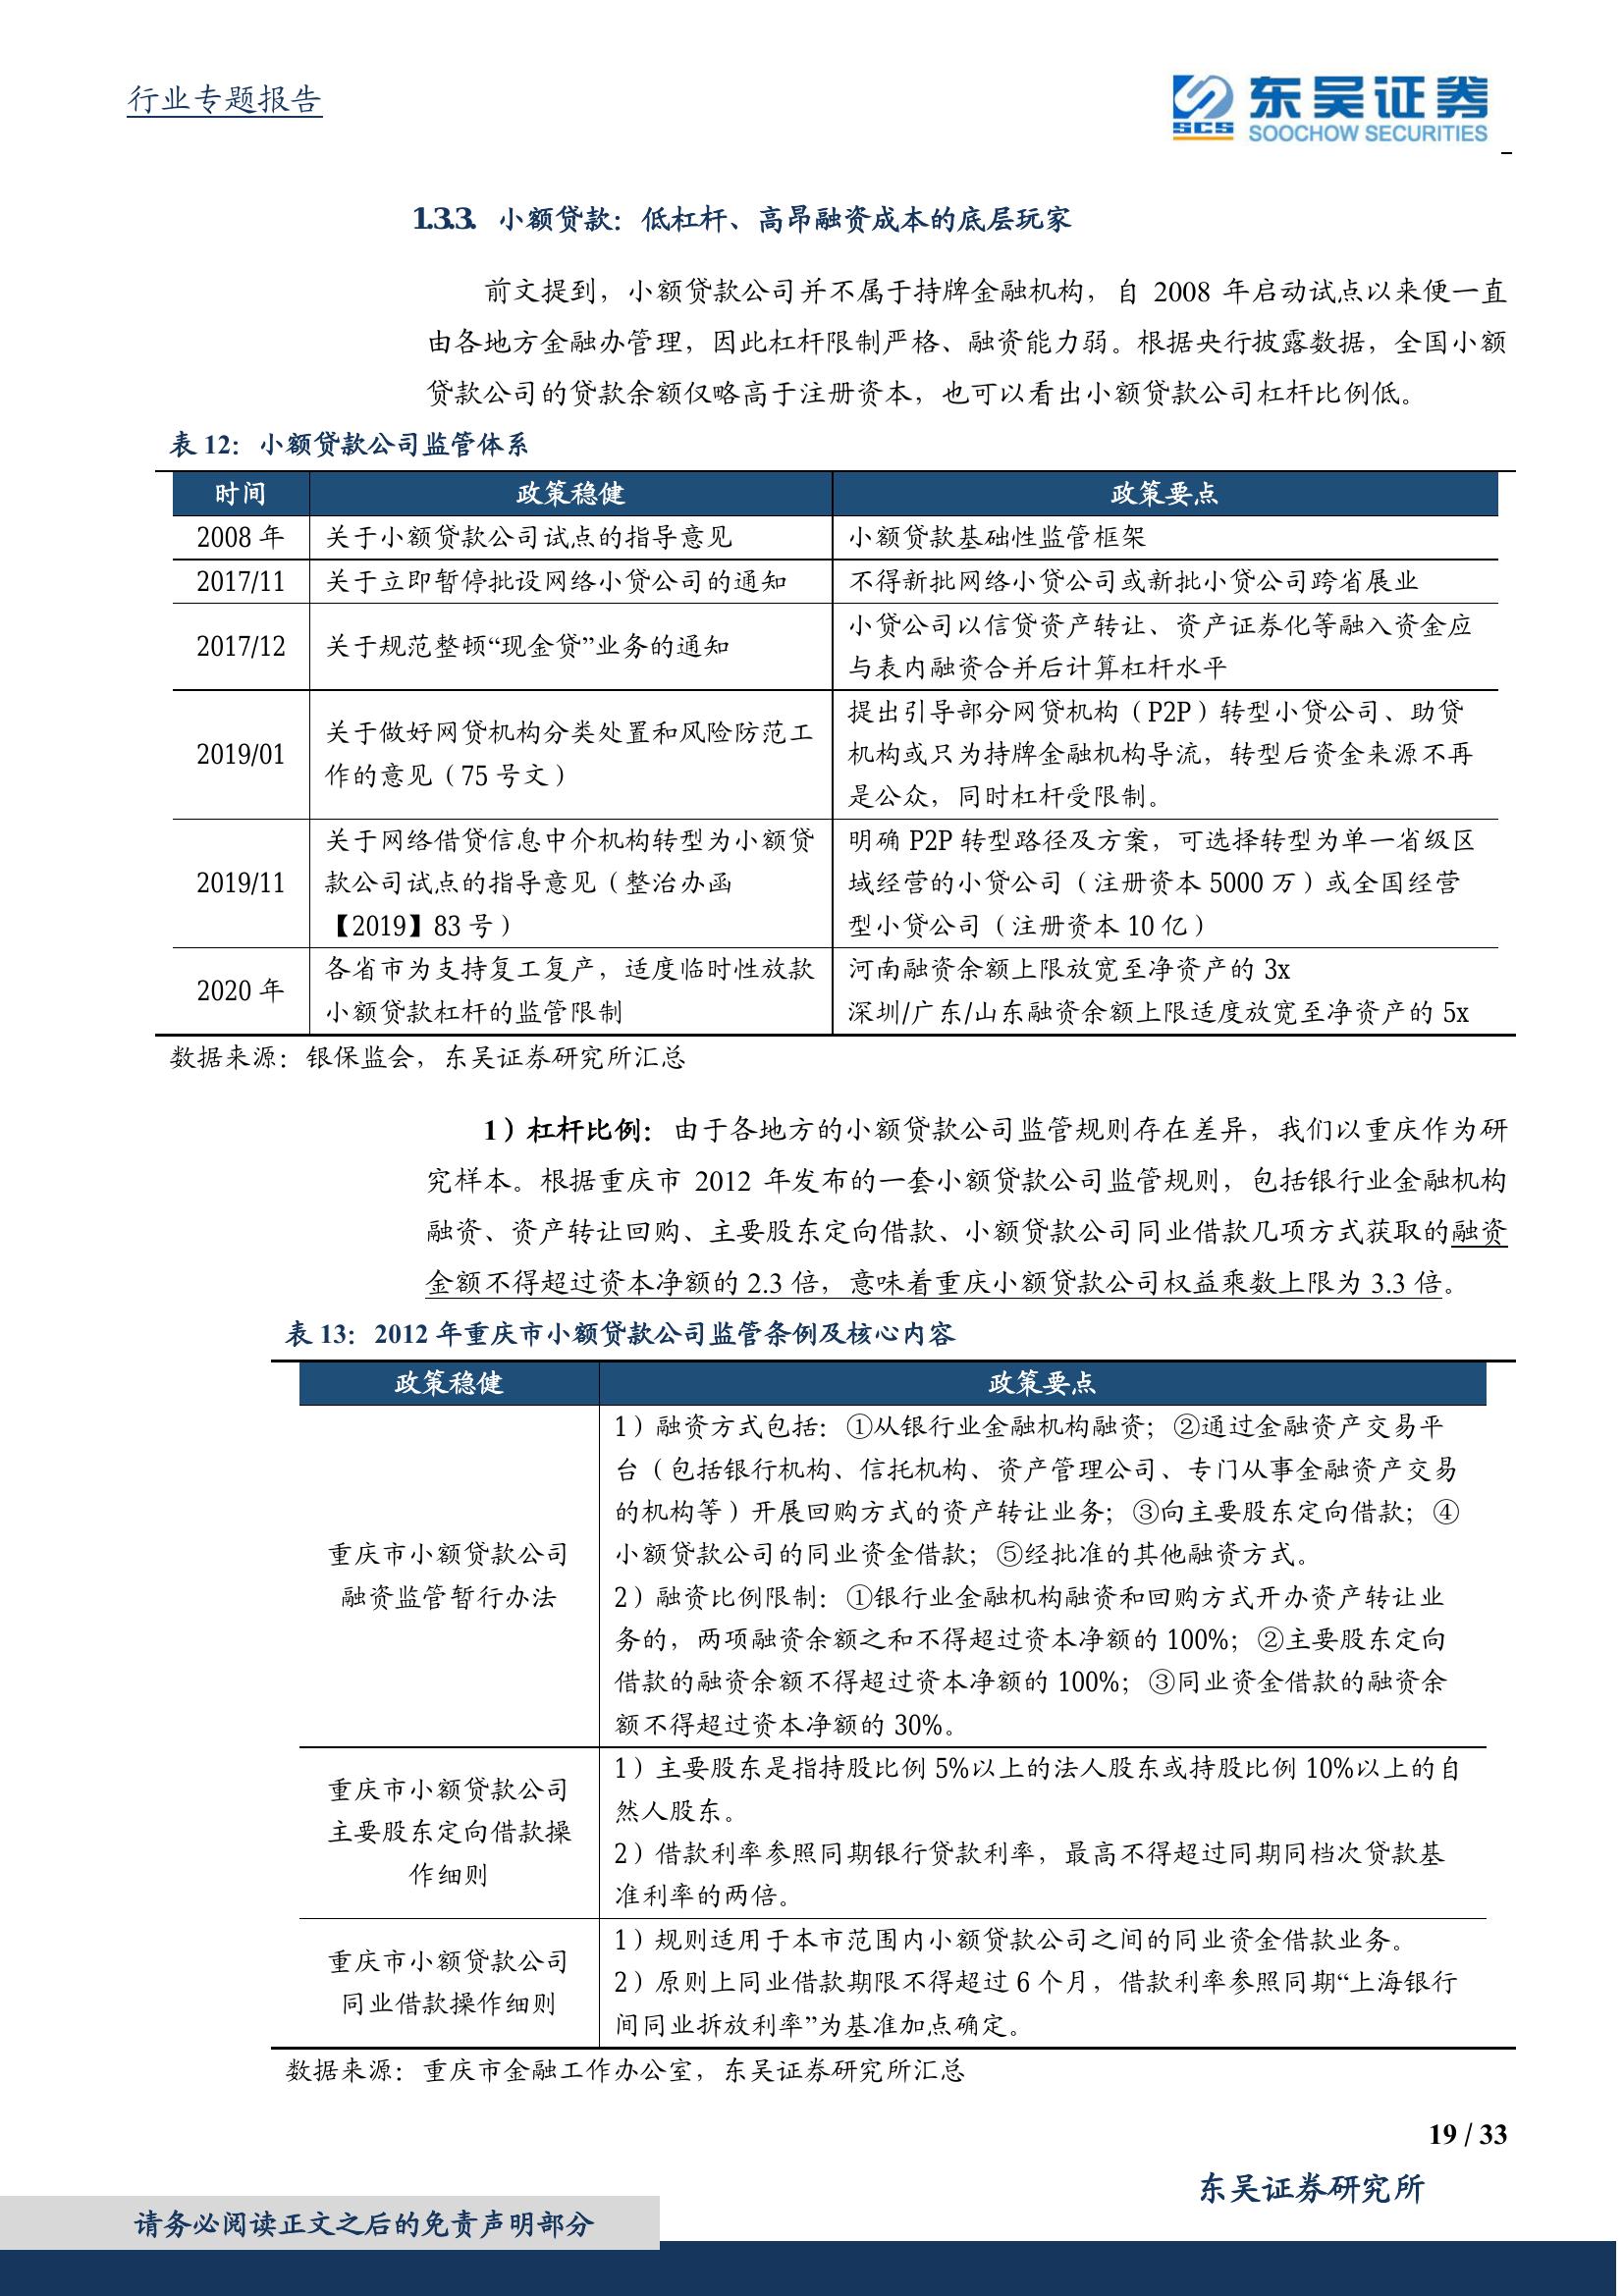 行业专题报告
SCS 东吴证券
SOOCHOW SECURITIES
1.3.3. 小额贷款：低杠杆、高昂融资成本的底层玩家
前文提到，小额贷款公司并不属于持牌金融机构，自 2008 年启动试点以来便一直
由各地方金融办管理，因此杠杆限制严格、融资能力弱。根据央行披露数据，全国小额
贷款公司的贷款余额仅略高于注册资本，也可以看出小额贷款公司杠杆比例低。
表 12：小额贷款公司监管体系
时间 政策稳健 政策要点
2008 年 关于小额贷款公司试点的指导意见 小额贷款基础性监管框架
2017/11 关于立即暂停批设网络小贷公司的通知 不得新批网络小贷公司或新批小贷公司跨省展业
2017/12 关于规范整顿“现金贷”业务的通知
小贷公司以信贷资产转让、资产证券化等融入资金应
与表内融资合并后计算杠杆水平
2019/01
关于做好网贷机构分类处置和风险防范工
作的意见（75 号文）
提出引导部分网贷机构（P2P）转型小贷公司、助贷
机构或只为持牌金融机构导流，转型后资金来源不再
是公众，同时杠杆受限制。
2019/11
关于网络借贷信息中介机构转型为小额贷
款公司试点的指导意见（整治办函
【2019】83 号）
明确 P2P 转型路径及方案，可选择转型为单一省级区
域经营的小贷公司（注册资本 5000 万）或全国经营
型小贷公司（注册资本 10 亿）
2020 年
各省市为支持复工复产，适度临时性放款
小额贷款杠杆的监管限制
河南融资余额上限放宽至净资产的 3x
深圳/广东/山东融资余额上限适度放宽至净资产的 5x
数据来源：银保监会，东吴证券研究所汇总
1）杠杆比例：由于各地方的小额贷款公司监管规则存在差异，我们以重庆作为研
究样本。根据重庆市 2012 年发布的一套小额贷款公司监管规则，包括银行业金融机构
融资、资产转让回购、主要股东定向借款、小额贷款公司同业借款几项方式获取的融资
金额不得超过资本净额的 2.3 倍，意味着重庆小额贷款公司权益乘数上限为 3.3 倍。
表 13：2012 年重庆市小额贷款公司监管条例及核心内容
政策稳健 政策要点
重庆市小额贷款公司
融资监管暂行办法
1）融资方式包括：①从银行业金融机构融资；②通过金融资产交易平
台（包括银行机构、信托机构、资产管理公司、专门从事金融资产交易
的机构等）开展回购方式的资产转让业务；③向主要股东定向借款；④
小额贷款公司的同业资金借款；⑤经批准的其他融资方式。
2）融资比例限制：①银行业金融机构融资和回购方式开办资产转让业
务的，两项融资余额之和不得超过资本净额的 100%；②主要股东定向
借款的融资余额不得超过资本净额的 100%；③同业资金借款的融资余
额不得超过资本净额的 30%。
重庆市小额贷款公司
主要股东定向借款操
作细则
1）主要股东是指持股比例 5%以上的法人股东或持股比例 10%以上的自
然人股东。
2）借款利率参照同期银行贷款利率，最高不得超过同期同档次贷款基
准利率的两倍。
重庆市小额贷款公司
同业借款操作细则
1）规则适用于本市范围内小额贷款公司之间的同业资金借款业务。
2）原则上同业借款期限不得超过 6 个月，借款利率参照同期“上海银行
间同业拆放利率”为基准加点确定。
数据来源：重庆市金融工作办公室，东吴证券研究所汇总
19 / 33
东吴证券研究所
请务必阅读正文之后的免责声明部分